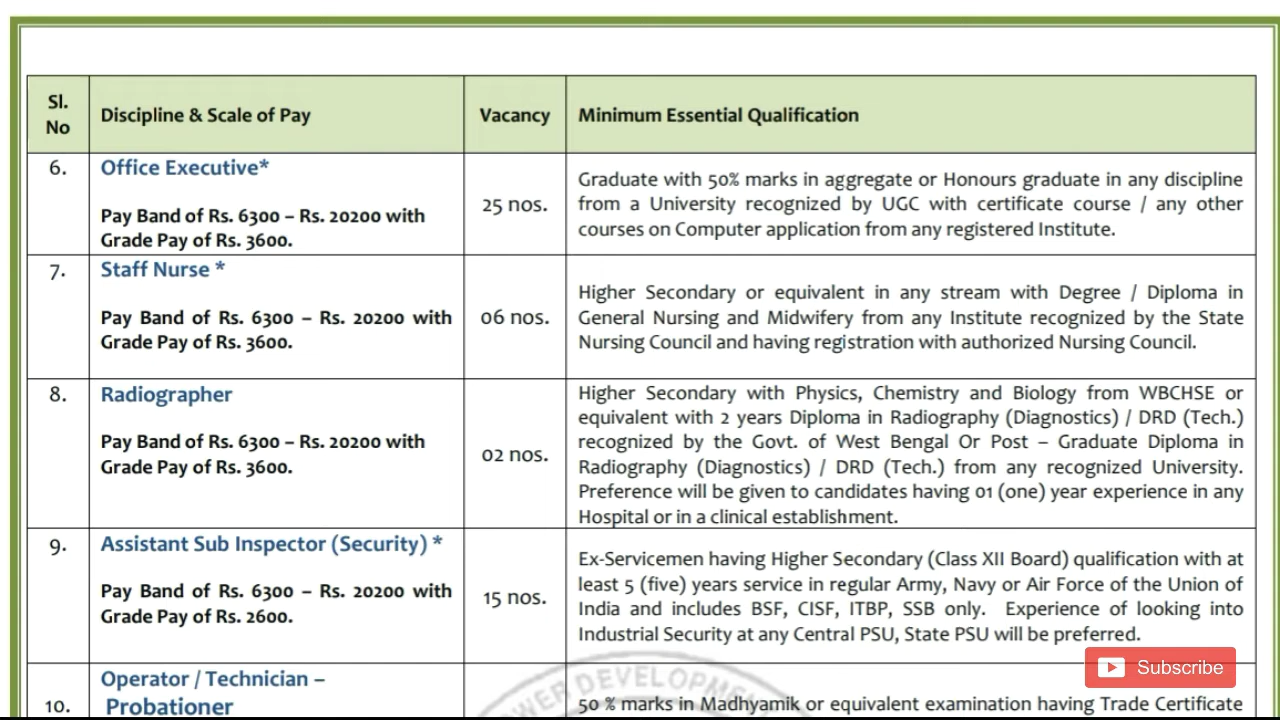 Sl.
No
Discipline & Scale of Pay
Vacancy
Minimum Essential Qualification
6.
Office Executive*
Pay Band of Rs. 6300 – Rs. 20200 with
Grade Pay of Rs. 3600.
25 nos.
Graduate with 50% marks in aggregate or Honours graduate in any discipline
from a University recognized by UGC with certificate course / any other
courses on Computer application from any registered Institute.
7.
Staff Nurse *
Pay Band of Rs. 6300 – Rs. 20200 with
Grade Pay of Rs. 3600.
06 nos.
Higher Secondary or equivalent in any stream with Degree / Diploma in
General Nursing and Midwifery from any Institute recognized by the State
Nursing Council and having registration with authorized Nursing Council.
8.
Radiographer
Pay Band of Rs. 6300 – Rs. 20200 with
Grade Pay of Rs. 3600.
02 nos.
Higher Secondary with Physics, Chemistry and Biology from WBCHSE or
equivalent with 2 years Diploma in Radiography (Diagnostics) / DRD (Tech.)
recognized by the Govt. of West Bengal Or Post – Graduate Diploma in
Radiography (Diagnostics) / DRD (Tech.) from any recognized University.
Preference will be given to candidates having 01 (one) year experience in any
Hospital or in a clinical establishment.
9.
Assistant Sub Inspector (Security) *
Pay Band of Rs. 6300 – Rs. 20200 with
Grade Pay of Rs. 2600.
15 nos.
Ex-Servicemen having Higher Secondary (Class XII Board) qualification with at
least 5 (five) years service in regular Army, Navy or Air Force of the Union of
India and includes BSF, CISF, ITBP, SSB only. Experience of looking into
Industrial Security at any Central PSU, State PSU will be preferred.
Subscribe
10.
Operator / Technician –
Probationer
POWER DEVELOPMENT
50 % marks in Madhyamik or equivalent examination having Trade Certificate